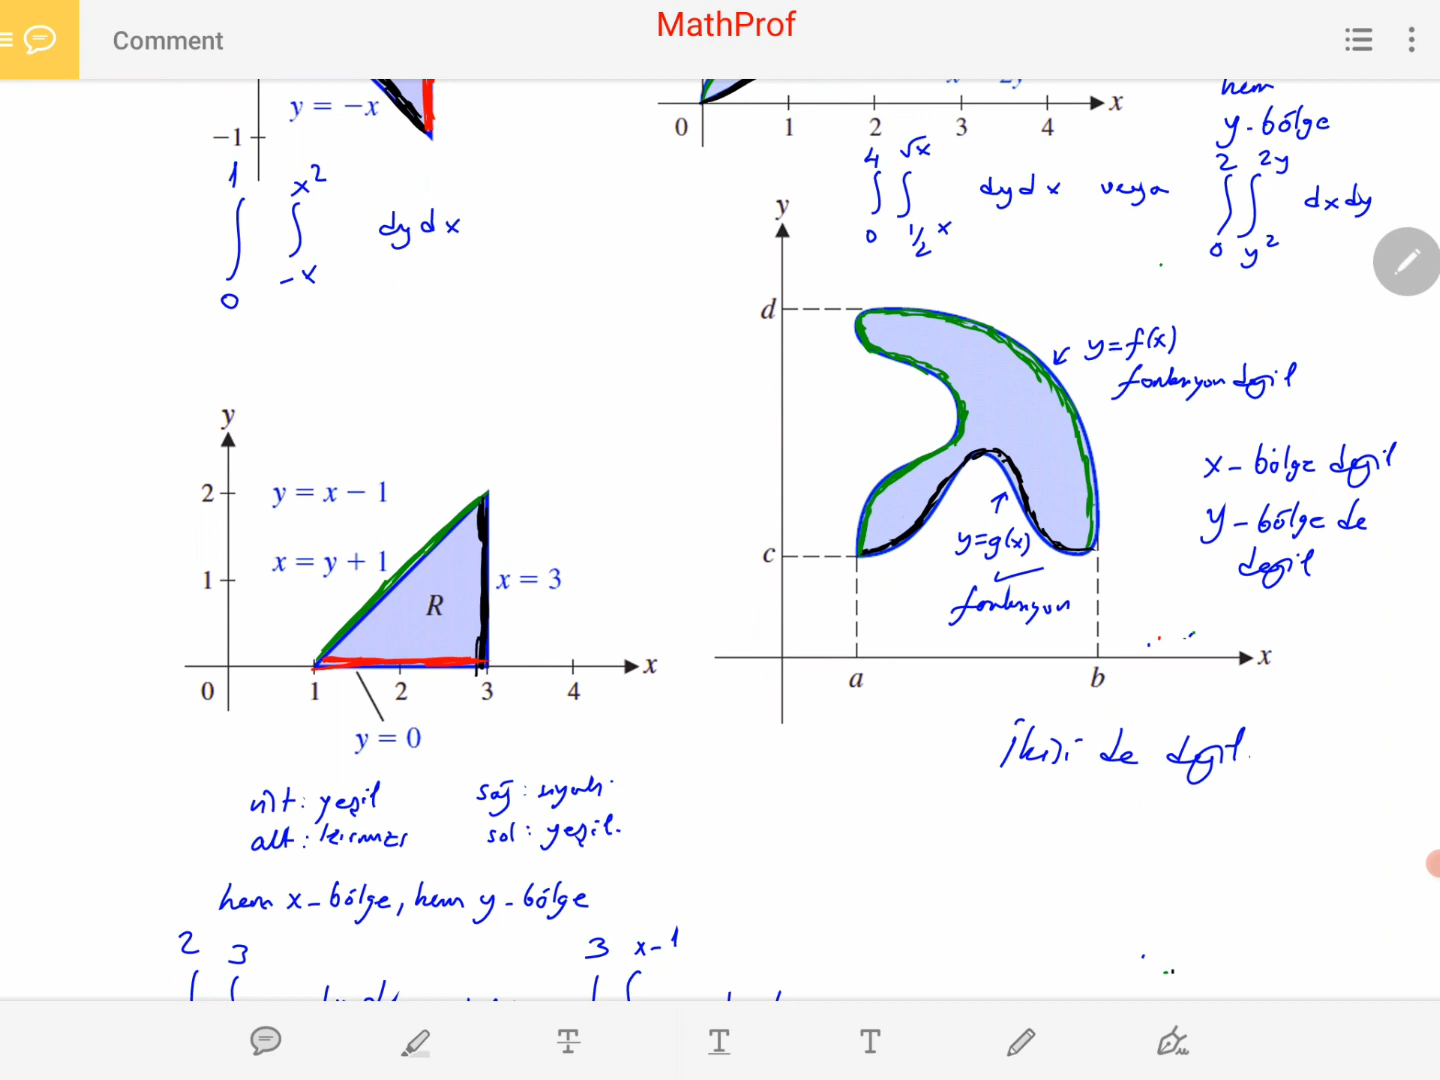 MathProf
Comment
y = −x
−1
1
x²
∫ ∫ dy dx
0
−x
0 1 2 3 4 x
4 √x
∫ ∫ dy dx veya
0 1/2 x
hem
y-bölge
2 2y
∫ ∫ dx dy
0 y²
y
d
c
a b x
y=f(x)
fonksiyon değil
x-bölge değil
y-bölge de
değil
y=g(x)
fonksiyon
İkisi de değil.
y
2
1
y = x − 1
x = y + 1
R
x = 3
0 1 2 3 4 x
y = 0
üst: yeşil
alt: kırmızı
sağ: siyah.
sol: yeşil.
hem x-bölge, hem y-bölge
2 3
3 x-1